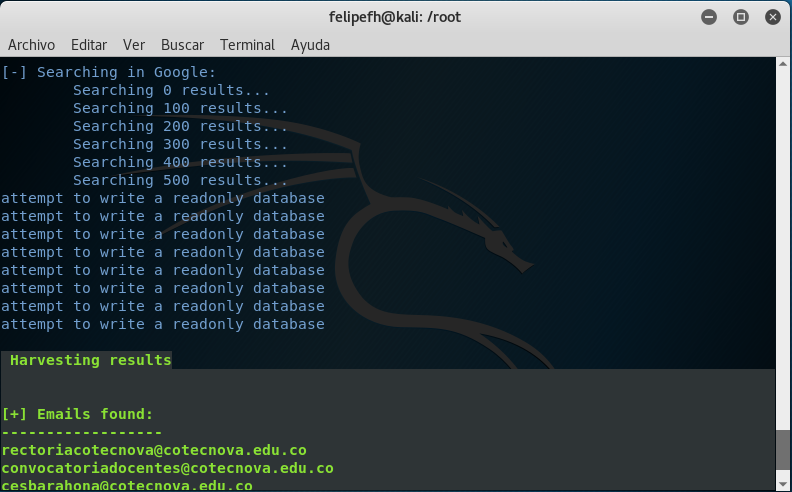 felipefh@kali: /root
Archivo Editar Ver Buscar Terminal Ayuda
[-] Searching in Google:
Searching 0 results...
Searching 100 results...
Searching 200 results...
Searching 300 results...
Searching 400 results...
Searching 500 results...
attempt to write a readonly database
attempt to write a readonly database
attempt to write a readonly database
attempt to write a readonly database
attempt to write a readonly database
attempt to write a readonly database
attempt to write a readonly database
attempt to write a readonly database
Harvesting results
[+] Emails found:
------------------
rectoriacotecnova@cotecnova.edu.co
convocatoriadocentes@cotecnova.edu.co
cesbarahona@cotecnova.edu.co